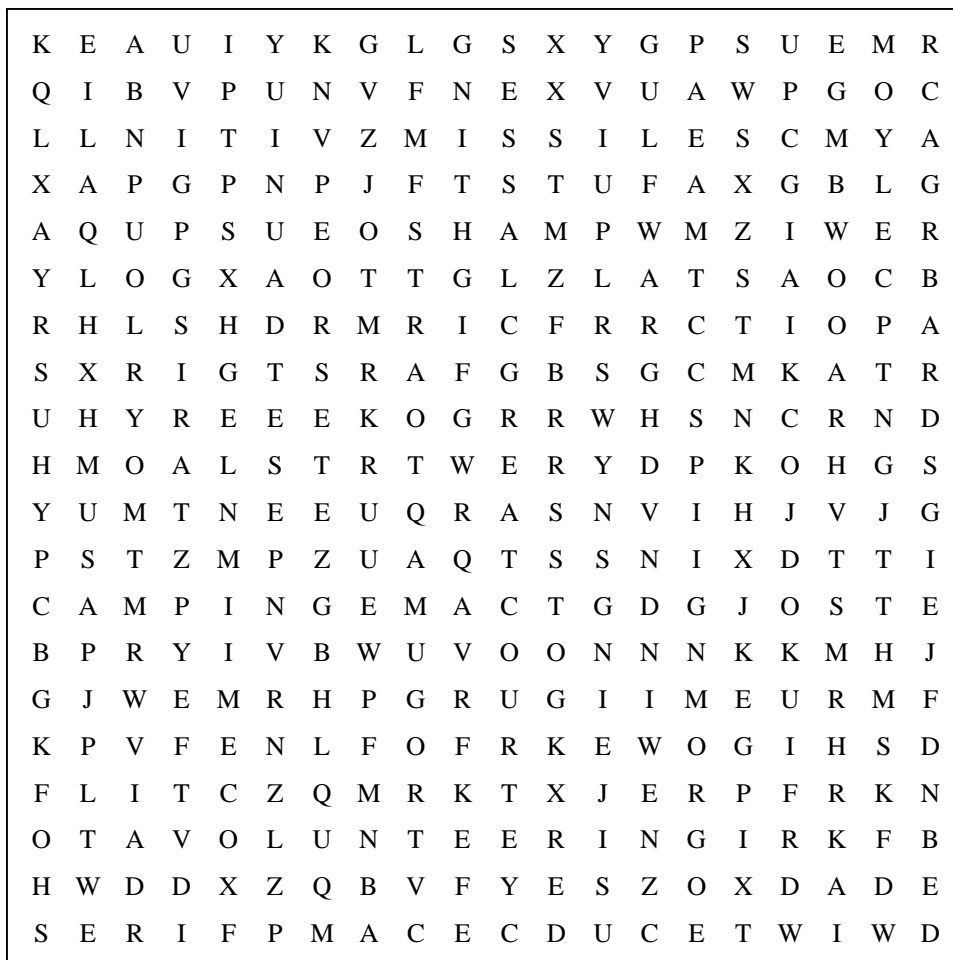 K E A U I Y K G L G S X Y G P S U E M R
Q I B V P U N V F N E X V U A W P G O C
L L N I T I V Z M I S S I L E S C M Y A
X A P G P N P J F T S T U F A X G B L G
A Q U P S U E O S H A M P W M Z I W E R
Y L O G X A O T T G L Z L A T S A O C B
R H L S H D R M R I C F R R C T I O P A
S X R I G T S R A F G B S G C M K A T R
U H Y R E E E K O G R R W H S N C R N D
H M O A L S T R T W E R Y D P K O H G S
Y U M T N E E U Q R A S N V I H J V J G
P S T Z M P Z U A Q T S S N I X D T T I
C A M P I N G E M A C T G D G J O S T E
B P R Y I V B W U V O O N N N K K M H J
G J W E M R H P G R U G I I M E U R M F
K P V F E N L F O F R K E W O G I H S D
F L I T C Z Q M R K T X J E R P F R K N
O T A V O L U N T E E R I N G I R K F B
H W D D X Z Q B V F Y E S Z O X D A D E
S E R I F P M A C E C D U C E T W I W D